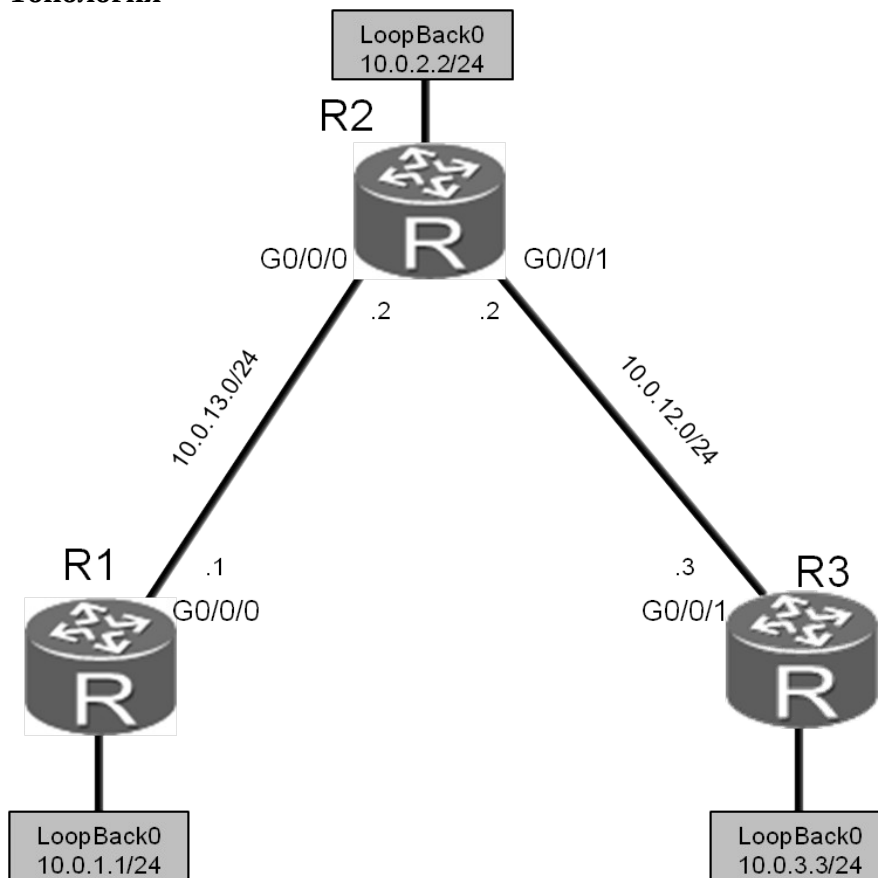 LoopBack0
10.0.2.2/24
R2
R
G0/0/0
G0/0/1
.2
.2
10.0.13.0/24
10.0.12.0/24
R1
.1
G0/0/0
R
.3
R3
G0/0/1
R
LoopBack0
10.0.1.1/24
LoopBack0
10.0.3.3/24